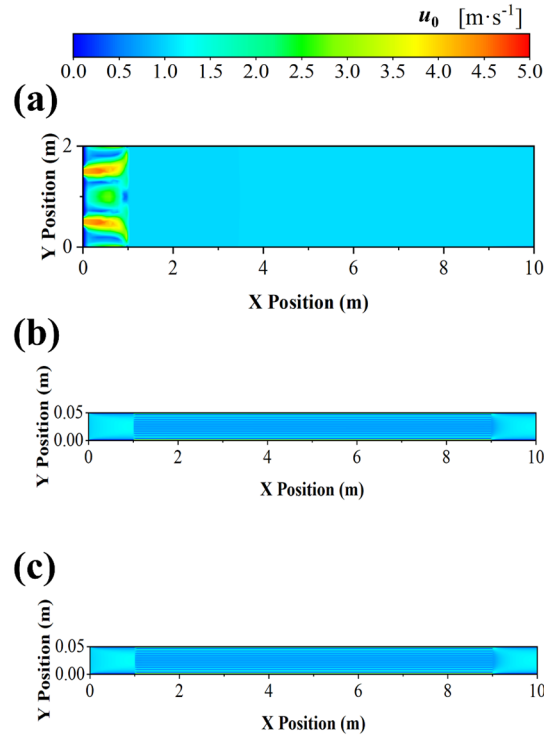 u₀ [m·s⁻¹]
0.0 0.5 1.0 1.5 2.0 2.5 3.0 3.5 4.0 4.5 5.0
(a)
Y Position (m)
2
0
0 2 4 6 8 10
X Position (m)
(b)
Y Position (m)
0.05
0.00
0 2 4 6 8 10
X Position (m)
(c)
Y Position (m)
0.05
0.00
0 2 4 6 8 10
X Position (m)